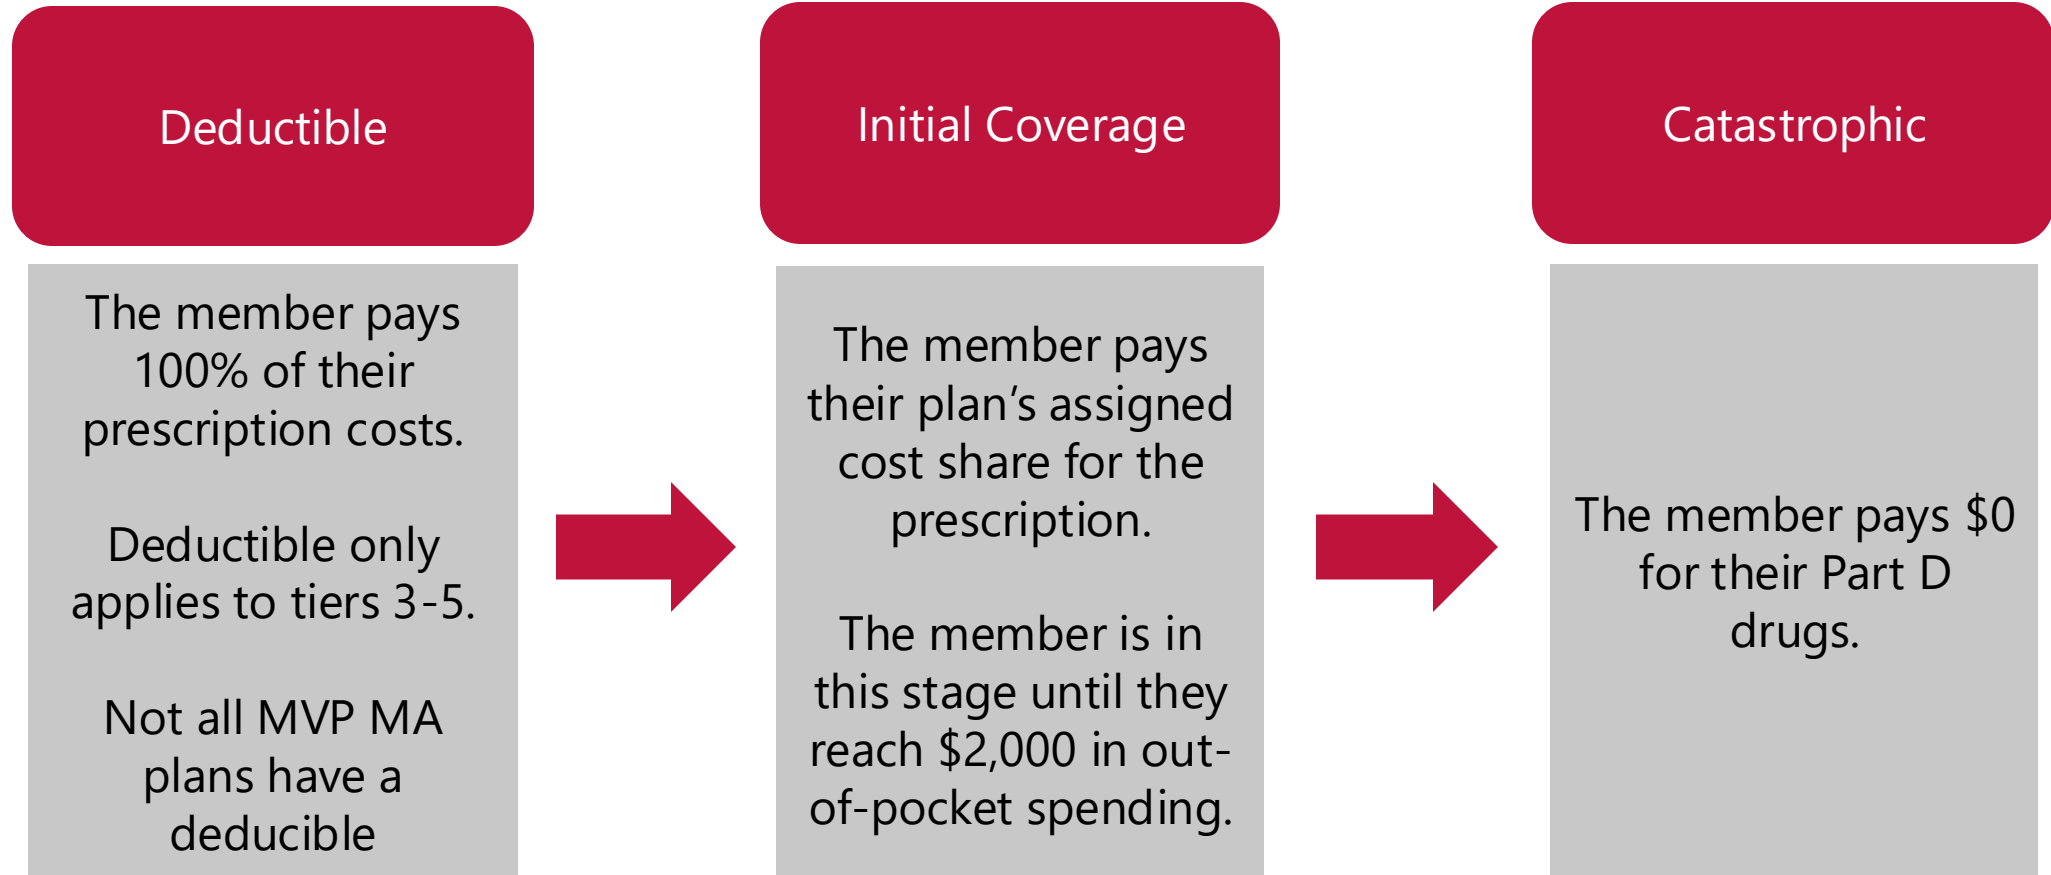 Deductible
The member pays
100% of their
prescription costs.
Deductible only
applies to tiers 3-5.
Not all MVP MA
plans have a
deducible
Initial Coverage
The member pays
their plan’s assigned
cost share for the
prescription.
The member is in
this stage until they
reach $2,000 in out-
of-pocket spending.
Catastrophic
The member pays $0
for their Part D
drugs.